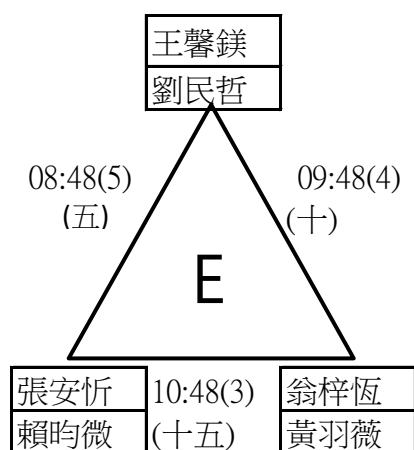 王馨鎂
劉民哲
08:48(5)
(五)
09:48(4)
(十)
E
張安忻
賴昀微
10:48(3)
(十五)
翁梓恆
黃羽薇